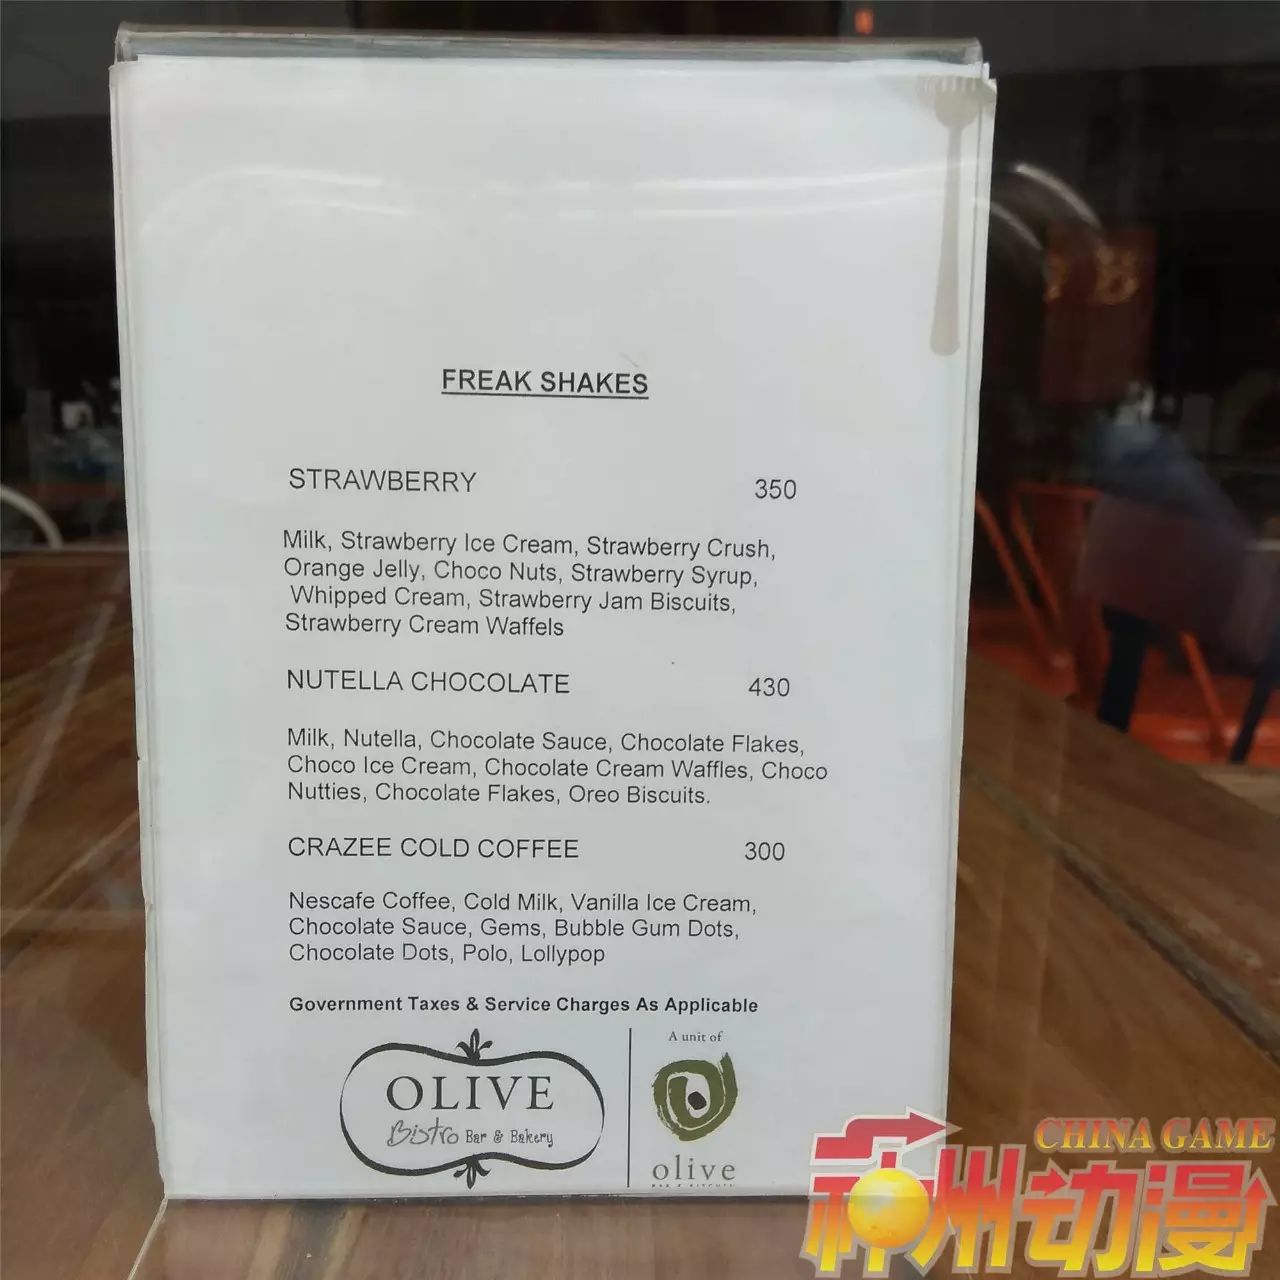 FREAK SHAKES
STRAWBERRY 350
Milk, Strawberry Ice Cream, Strawberry Crush,
Orange Jelly, Choco Nuts, Strawberry Syrup,
Whipped Cream, Strawberry Jam Biscuits,
Strawberry Cream Waffels
NUTELLA CHOCOLATE 430
Milk, Nutella, Chocolate Sauce, Chocolate Flakes,
Choco Ice Cream, Chocolate Cream Waffles, Choco
Nutties, Chocolate Flakes, Oreo Biscuits.
CRAZEE COLD COFFEE 300
Nescafe Coffee, Cold Milk, Vanilla Ice Cream,
Chocolate Sauce, Gems, Bubble Gum Dots,
Chocolate Dots, Polo, Lollypop
Government Taxes & Service Charges As Applicable
OLIVE
Bistro Bar & Bakery
A unit of
olive
BAR & KITCHEN
CHINA GAME
神州动漫